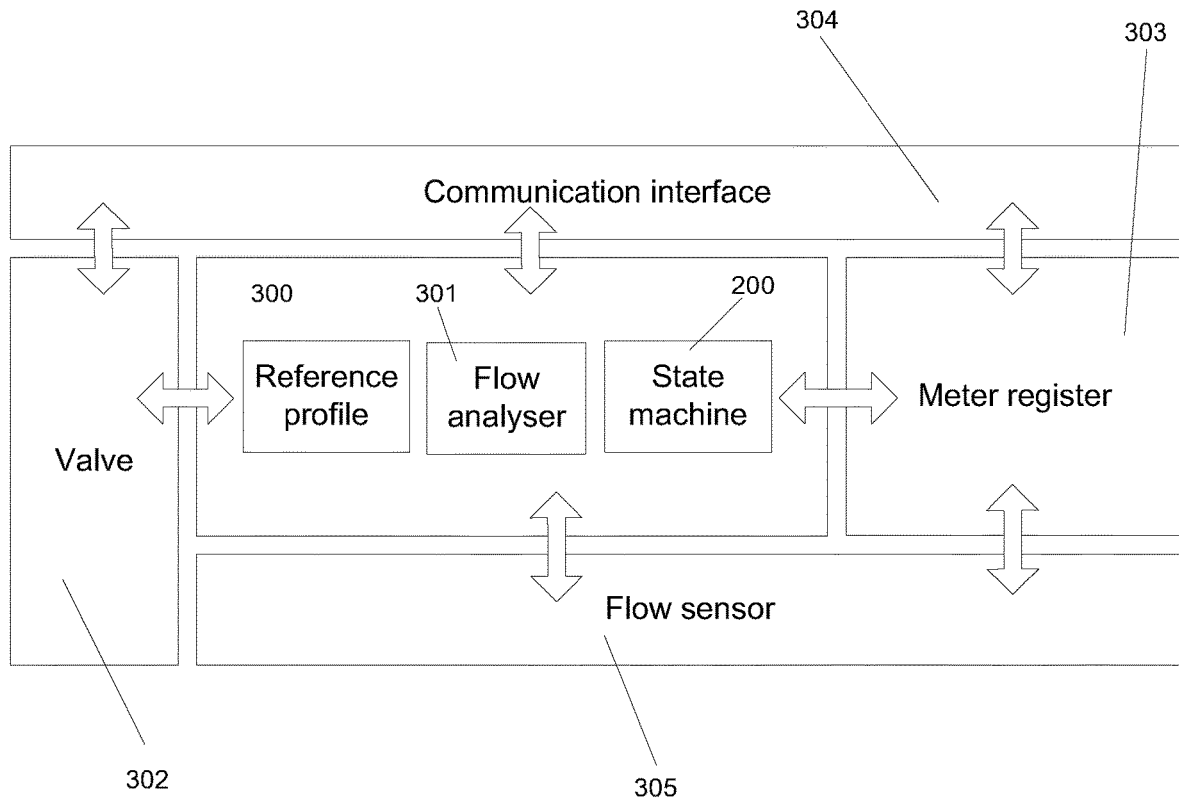 304
303
Communication interface
300
301
200
Reference
profile
Flow
analyser
State
machine
Meter register
Valve
Flow sensor
302
305